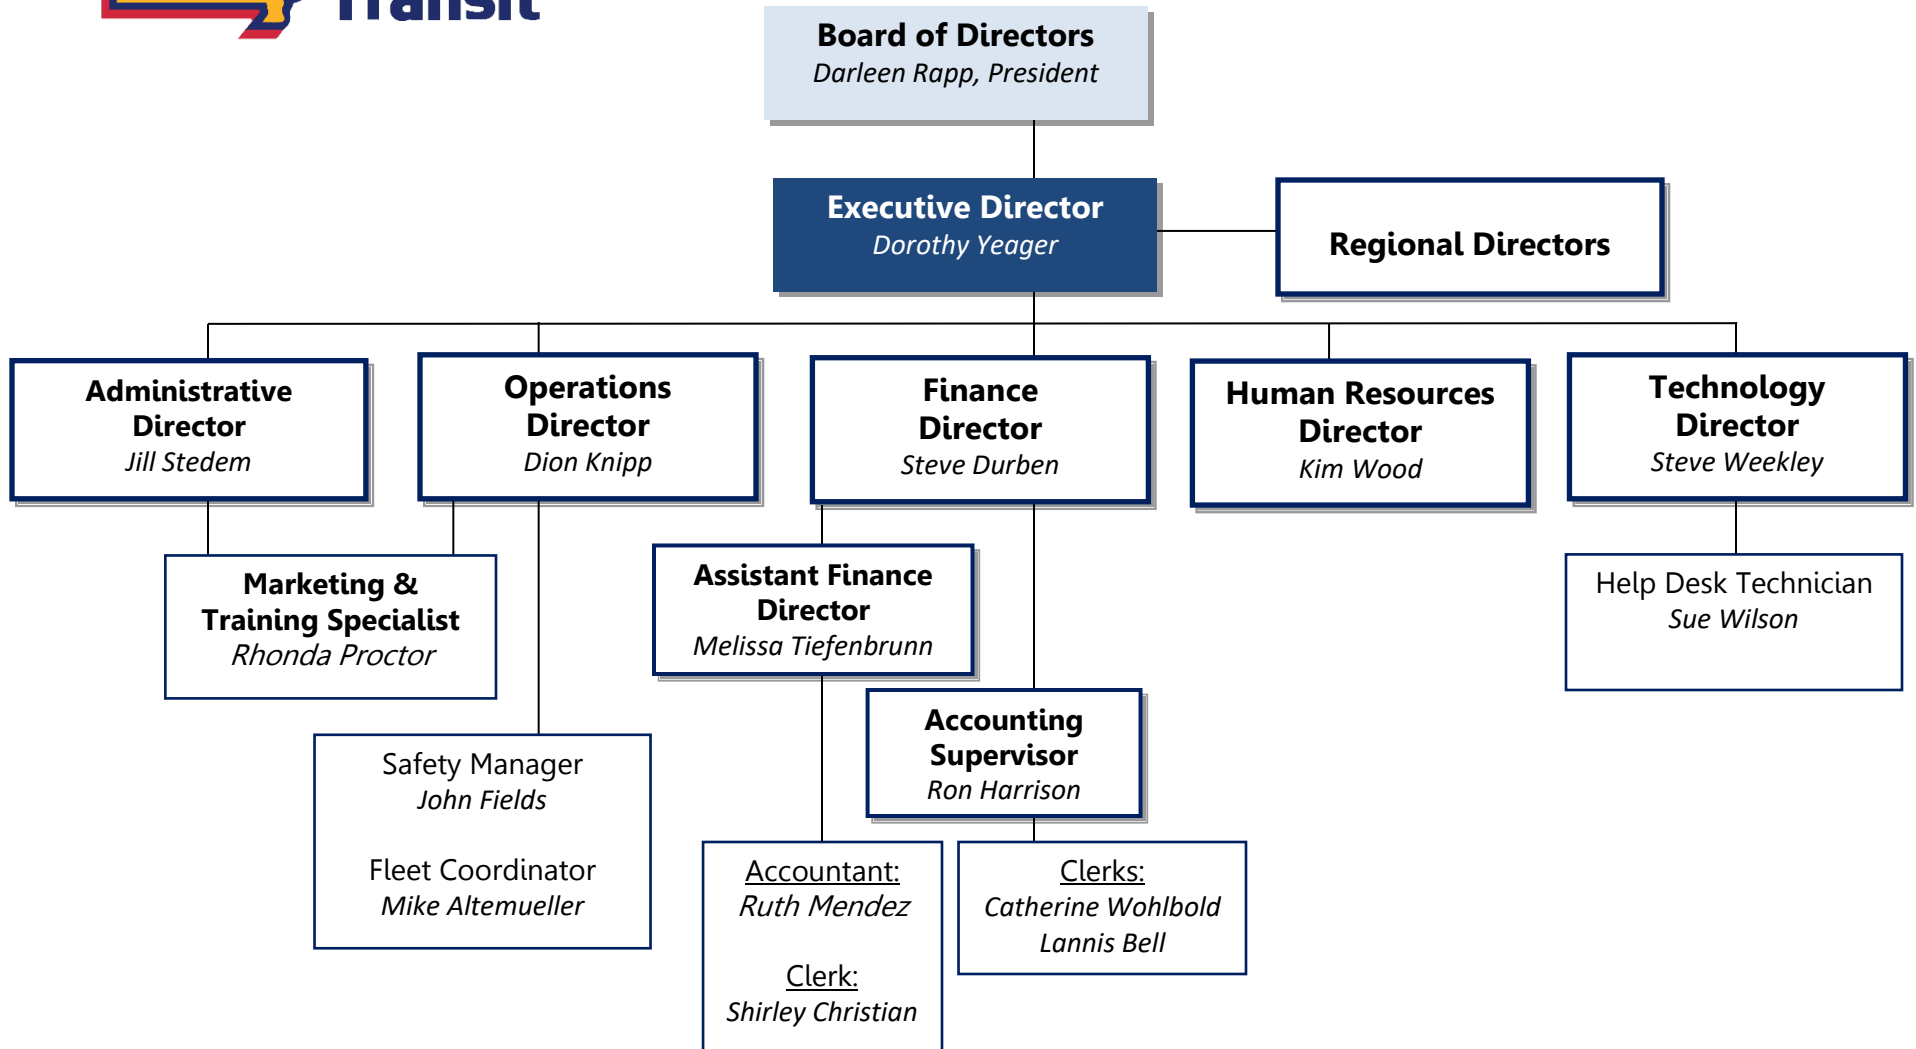 Transit
Board of Directors
Darleen Rapp, President
Executive Director
Dorothy Yeager
Regional Directors
Administrative
Director
Jill Stedem
Operations
Director
Dion Knipp
Finance
Director
Steve Durben
Human Resources
Director
Kim Wood
Technology
Director
Steve Weekley
Marketing &
Training Specialist
Rhonda Proctor
Assistant Finance
Director
Melissa Tiefenbrunn
Help Desk Technician
Sue Wilson
Accounting
Supervisor
Ron Harrison
Safety Manager
John Fields
Fleet Coordinator
Mike Altemueller
Accountant:
Ruth Mendez
Clerk:
Shirley Christian
Clerks:
Catherine Wohlbold
Lannis Bell